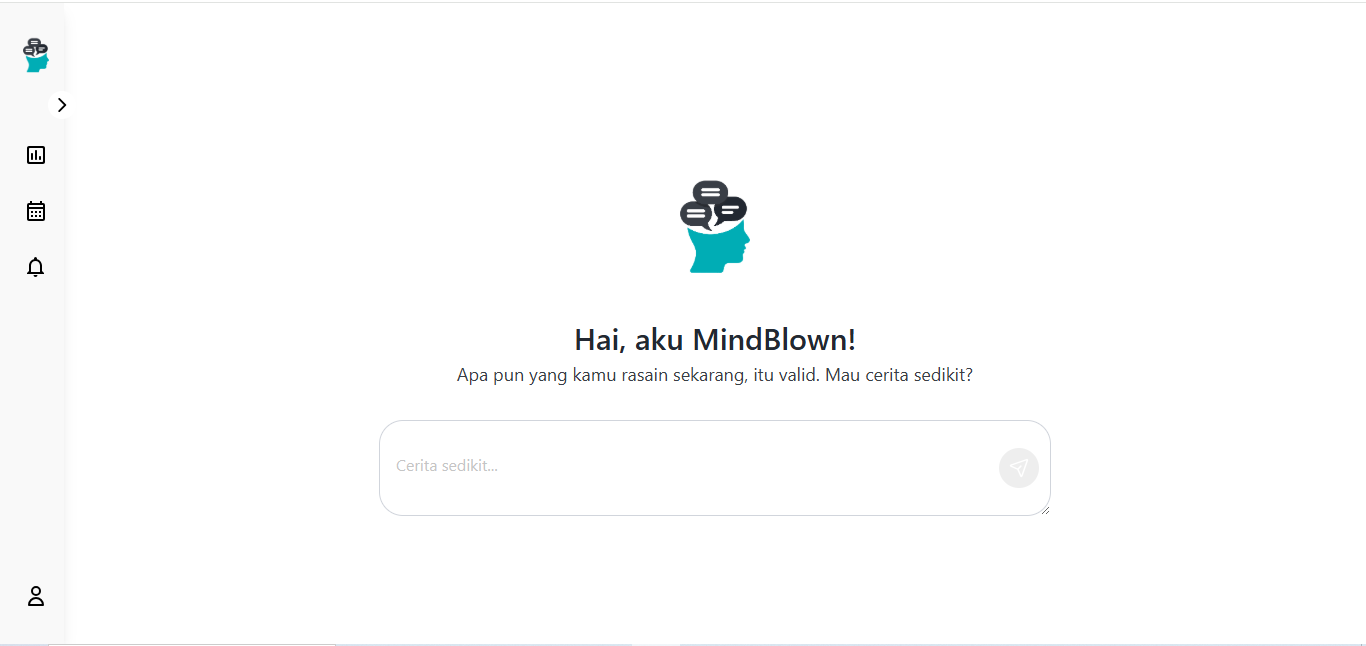 Hai, aku MindBlown!
Apa pun yang kamu rasain sekarang, itu valid. Mau cerita sedikit?
Cerita sedikit...